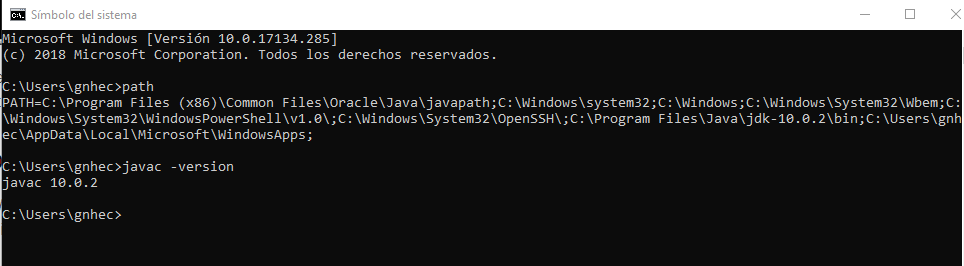 Símbolo del sistema
Microsoft Windows [Versión 10.0.17134.285]
(c) 2018 Microsoft Corporation. Todos los derechos reservados.
C:\Users\gnhec>path
PATH=C:\Program Files (x86)\Common Files\Oracle\Java\javapath;C:\Windows\system32;C:\Windows;C:\Windows\System32\Wbem;C:
\Windows\System32\WindowsPowerShell\v1.0\;C:\Windows\System32\OpenSSH\;C:\Program Files\Java\jdk-10.0.2\bin;C:\Users\gnh
ec\AppData\Local\Microsoft\WindowsApps;
C:\Users\gnhec>javac -version
javac 10.0.2
C:\Users\gnhec>